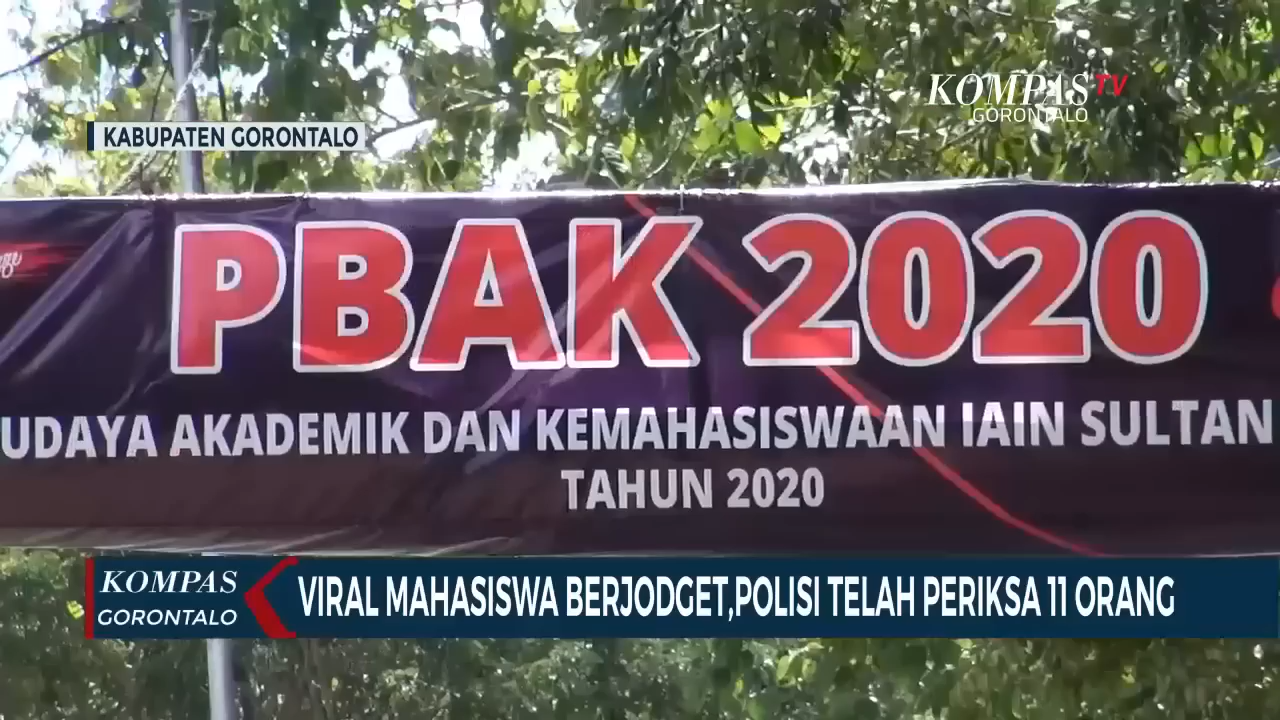 KOMPAS TV
GORONTALO
KABUPATEN GORONTALO
PBAK 2020
UDAYA AKADEMIK DAN KEMAHASISWAAN IAIN SULTAN
TAHUN 2020
KOMPAS
GORONTALO
VIRAL MAHASISWA BERJODGET,POLISI TELAH PERIKSA 11 ORANG